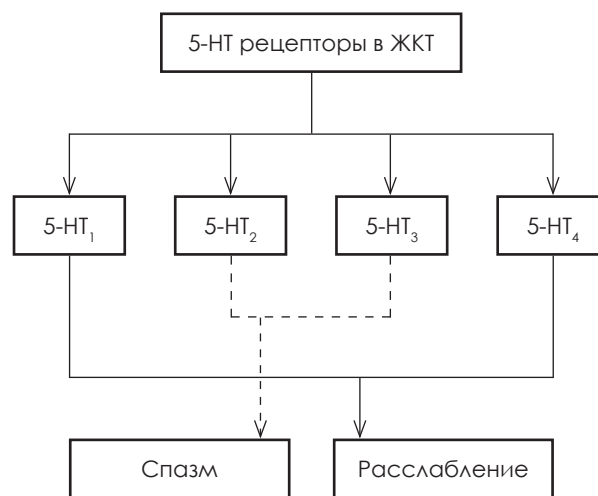 5-НТ рецепторы в ЖКТ
5-НТ₁
5-НТ₂
5-НТ₃
5-НТ₄
Спазм
Расслабление